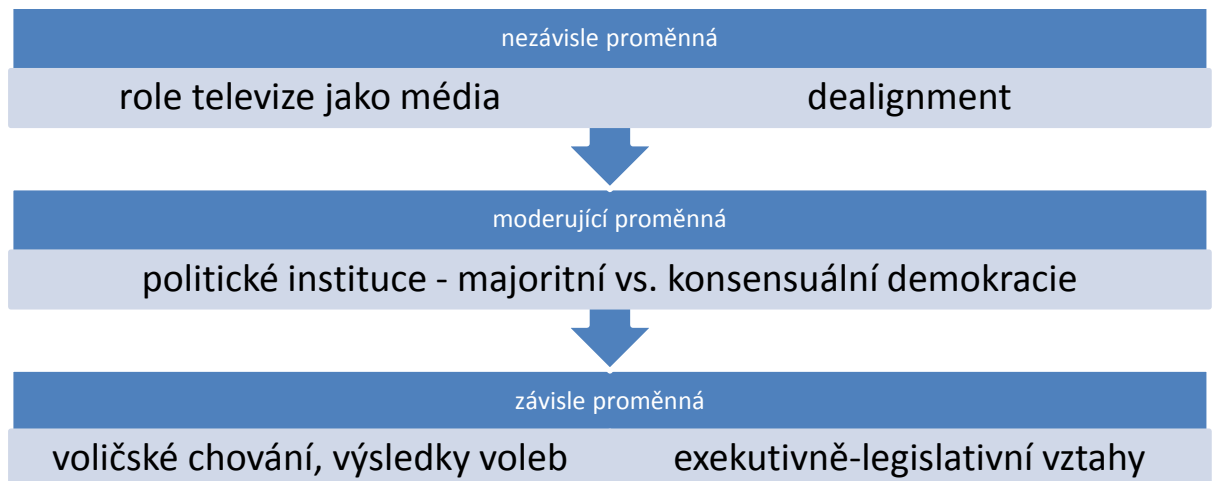 nezávisle proměnná
role televize jako média dealignment
moderující proměnná
politické instituce - majoritní vs. konsensuální demokracie
závisle proměnná
voličské chování, výsledky voleb exekutivně-legislativní vztahy